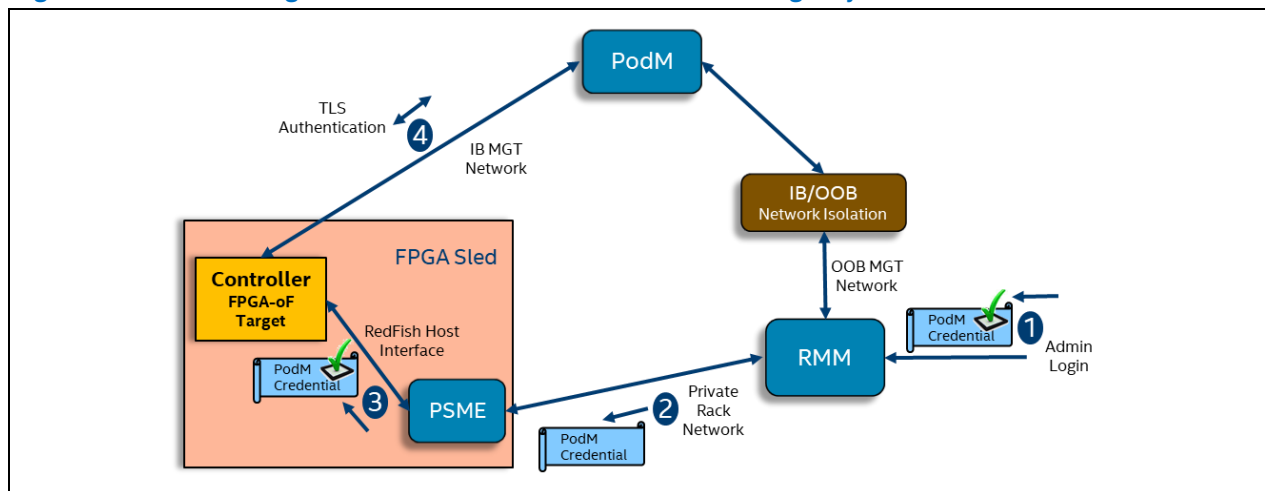 PodM
TLS
Authentication
4
IB MGT
Network
IB/OOB
Network Isolation
FPGA Sled
OOB MGT
Network
Controller
FPGA-oF
Target
RedFish Host
Interface
PodM
Credential
3
PSME
PodM
Credential
1
Admin
Login
RMM
2
Private
Rack
Network
PodM
Credential